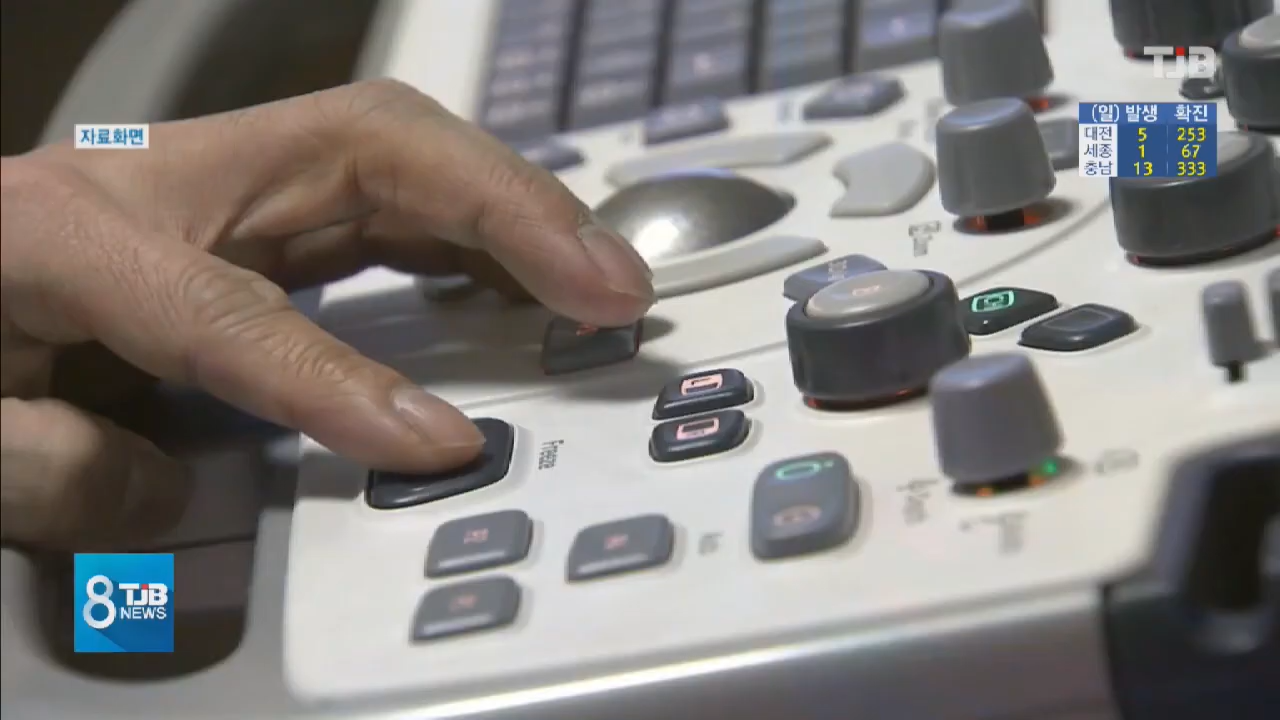 TJB
자료화면
(일) 발생 확진
대전 5 253
세종 1 67
충남 13 333
Freeze
8 TJB
NEWS